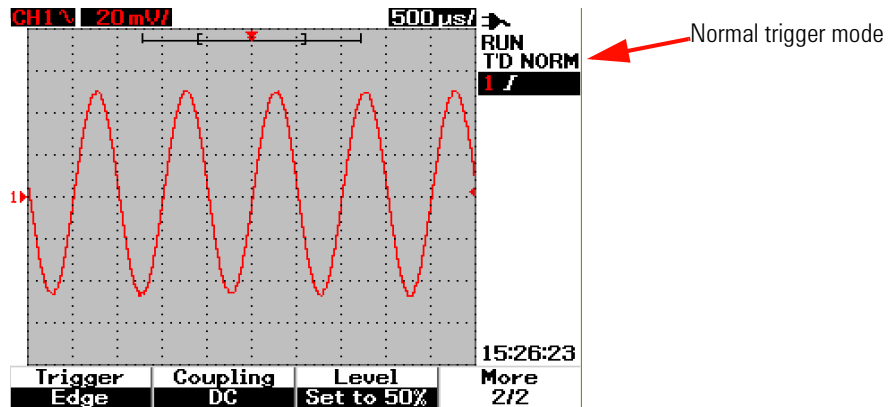 CH1 20 mV/ 500 µs/
RUN
T'D NORM
1
1
15:26:23
Trigger Coupling Level More
Edge DC Set to 50% 2/2
Normal trigger mode